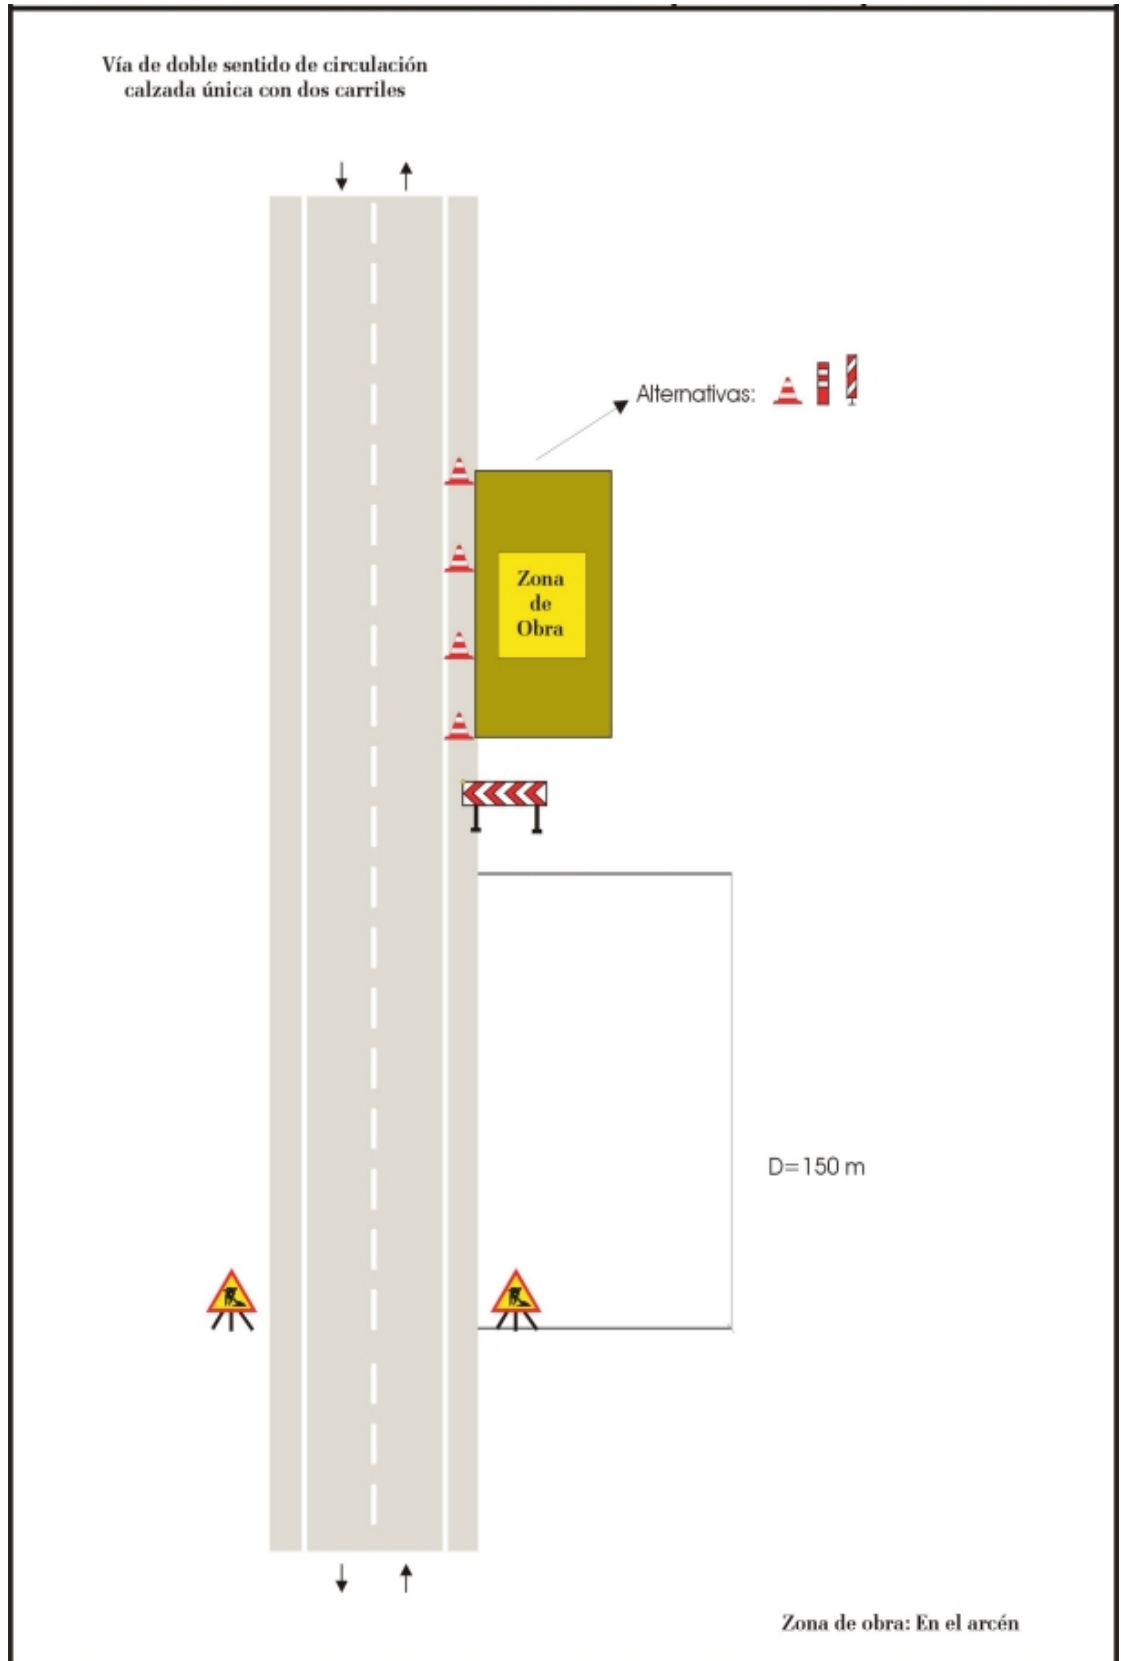 Vía de doble sentido de circulación
calzada única con dos carriles
Alternativas:
Zona
de
Obra
D=150 m
Zona de obra: En el arcén